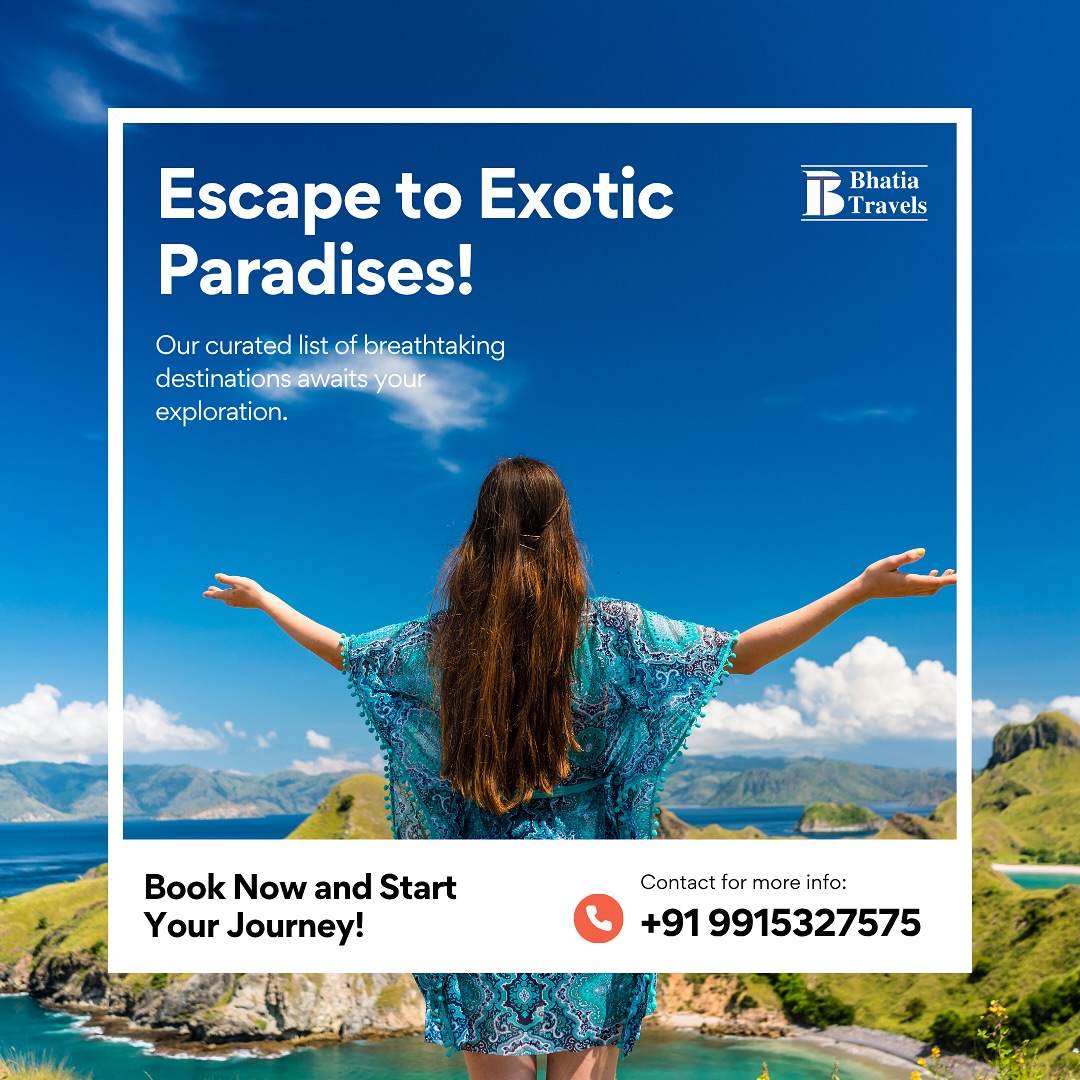 Escape to Exotic
Paradises!
Bhatia
Travels
Our curated list of breathtaking
destinations awaits your
exploration.
Book Now and Start
Your Journey!
Contact for more info:
+91 9915327575